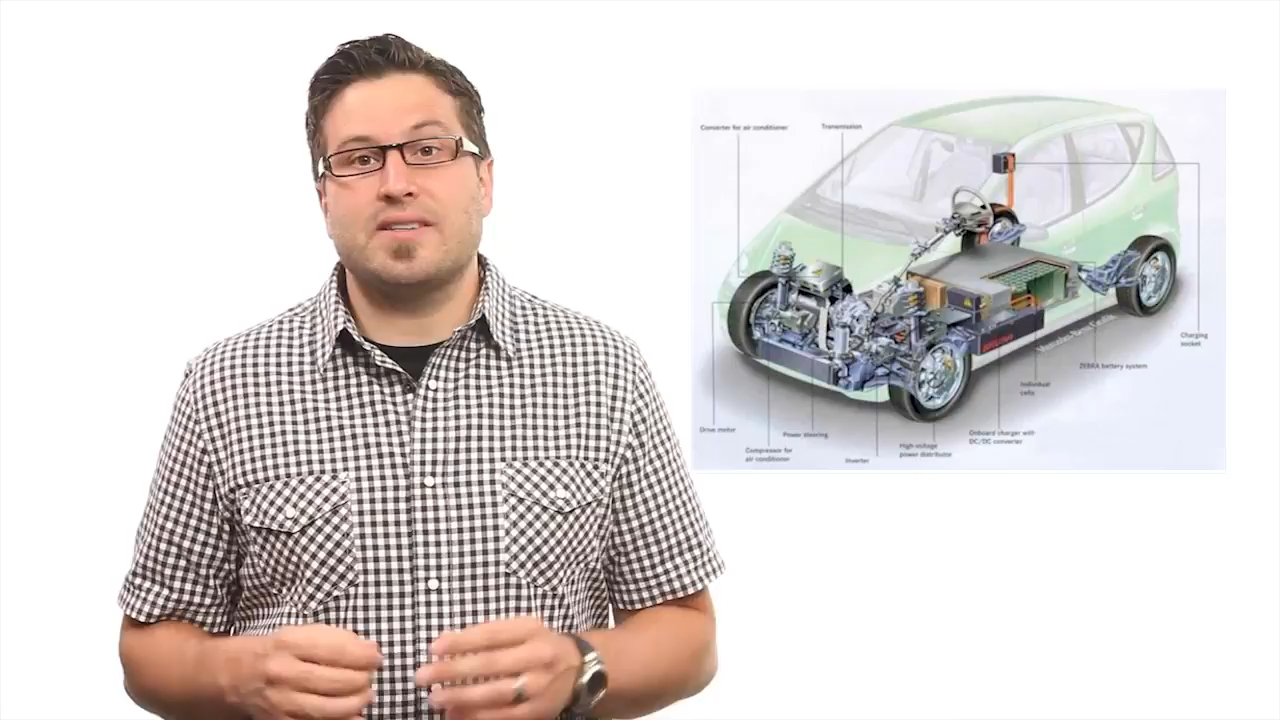 Converter for air conditioner
Transmission
Charging
socket
ZEBRA battery system
Individual
cells
Drive motor
Power steering
Onboard charger with
DC/DC converter
Compressor for
air conditioner
High-voltage
power distributor
Inverter